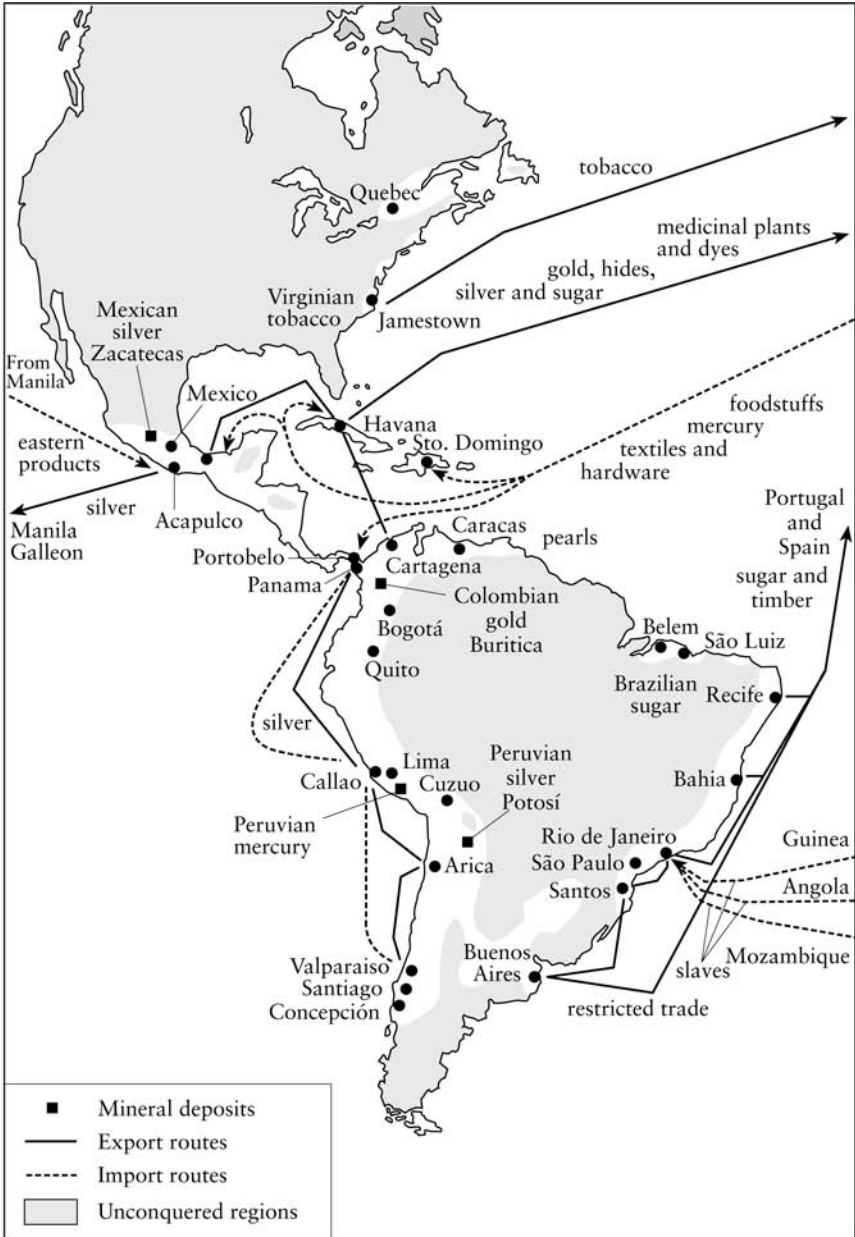 Quebec
tobacco
medicinal plants
and dyes
gold, hides,
silver and sugar
Virginian
tobacco
Jamestown
Mexican
silver
Zacatecas
From
Manila
Mexico
eastern
products
silver
Manila
Galleon
Acapulco
Havana
Sto. Domingo
foodstuffs
mercury
textiles and
hardware
Portugal
and
Spain
sugar and
timber
Caracas
pearls
Portobelo
Panama
Cartagena
Colombian
gold
Buritica
Bogotá
Quito
Belem
São Luiz
Brazilian
sugar
Recife
silver
Lima
Callao
Cuzuo
Peruvian
silver
Potosí
Bahia
Peruvian
mercury
Arica
Rio de Janeiro
São Paulo
Santos
Guinea
Angola
Mozambique
slaves
Valparaiso
Santiago
Concepción
Buenos
Aires
restricted trade
Mineral deposits
Export routes
Import routes
Unconquered regions